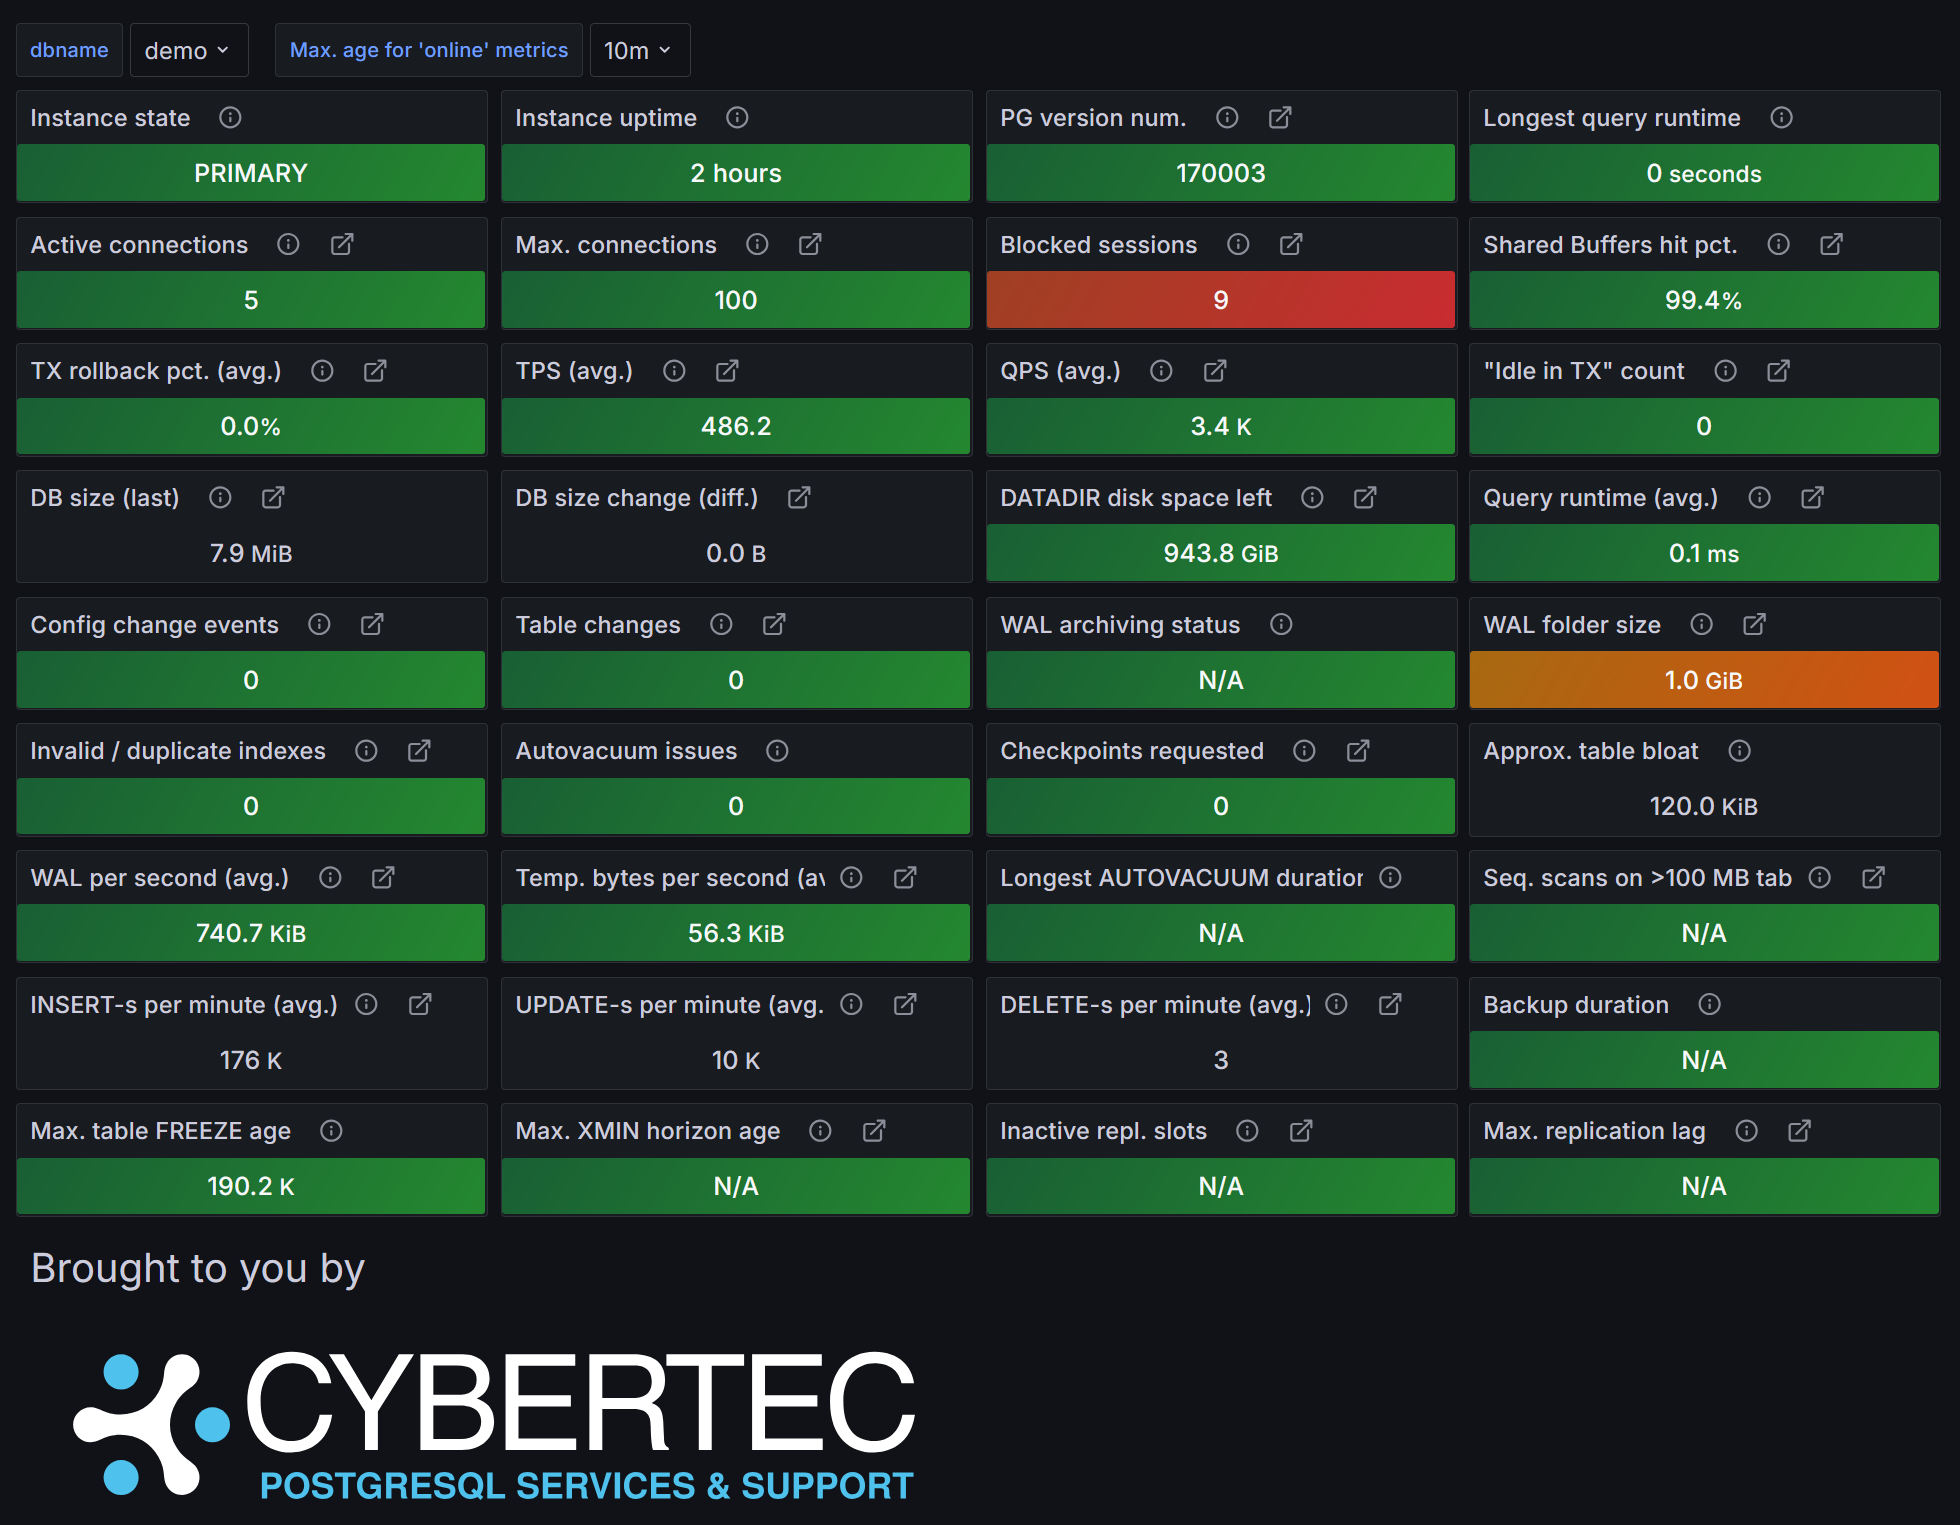 dbname demo Max. age for 'online' metrics 10m
Instance state Instance uptime PG version num. Longest query runtime
PRIMARY 2 hours 170003 0 seconds
Active connections Max. connections Blocked sessions Shared Buffers hit pct.
5 100 9 99.4%
TX rollback pct. (avg.) TPS (avg.) QPS (avg.) "Idle in TX" count
0.0% 486.2 3.4 K 0
DB size (last) DB size change (diff.) DATADIR disk space left Query runtime (avg.)
7.9 MiB 0.0 B 943.8 GiB 0.1 ms
Config change events Table changes WAL archiving status WAL folder size
0 0 N/A 1.0 GiB
Invalid / duplicate indexes Autovacuum issues Checkpoints requested Approx. table bloat
0 0 0 120.0 KiB
WAL per second (avg.) Temp. bytes per second (av Longest AUTOVACUUM duration Seq. scans on >100 MB tab
740.7 KiB 56.3 KiB N/A N/A
INSERT-s per minute (avg.) UPDATE-s per minute (avg. DELETE-s per minute (avg.) Backup duration
176 K 10 K 3 N/A
Max. table FREEZE age Max. XMIN horizon age Inactive repl. slots Max. replication lag
190.2 K N/A N/A N/A
Brought to you by
CYBERTEC
POSTGRESQL SERVICES & SUPPORT